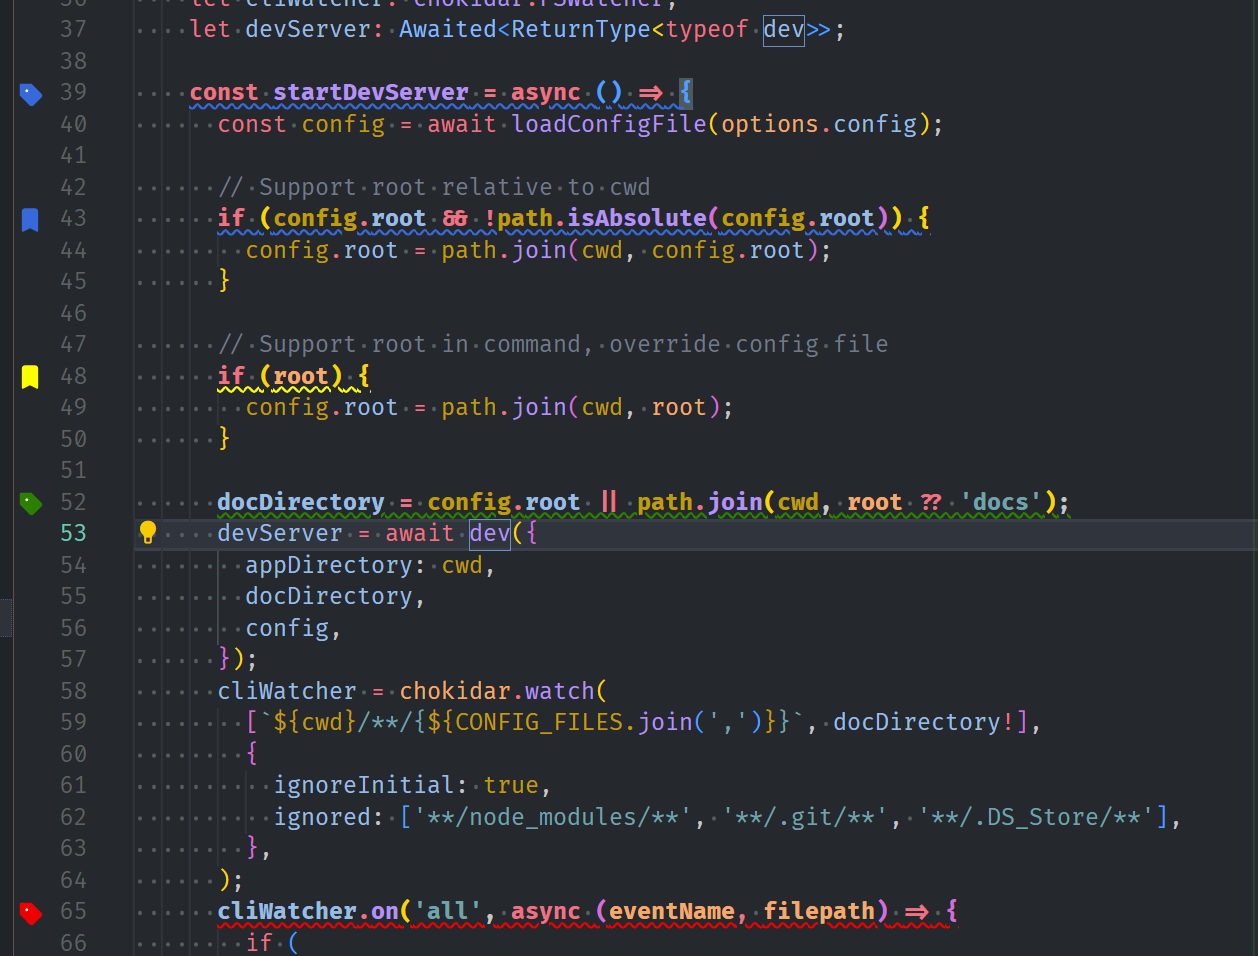 36 let cliWatcher: chokidar.FSWatcher;
37 let devServer: Awaited<ReturnType<typeof dev>>;
38
39 const startDevServer = async () => {
40 const config = await loadConfigFile(options.config);
41
42 // Support root relative to cwd
43 if (config.root && !path.isAbsolute(config.root)) {
44 config.root = path.join(cwd, config.root);
45 }
46
47 // Support root in command, override config file
48 if (root) {
49 config.root = path.join(cwd, root);
50 }
51
52 docDirectory = config.root || path.join(cwd, root ?? 'docs');
53 devServer = await dev({
54 appDirectory: cwd,
55 docDirectory,
56 config,
57 });
58 cliWatcher = chokidar.watch(
59 [`${cwd}/**/{${CONFIG_FILES.join(',')}}`, docDirectory!],
60 {
61 ignoreInitial: true,
62 ignored: ['**/node_modules/**', '**/.git/**', '**/.DS_Store/**'],
63 },
64 );
65 cliWatcher.on('all', async (eventName, filepath) => {
66 if (